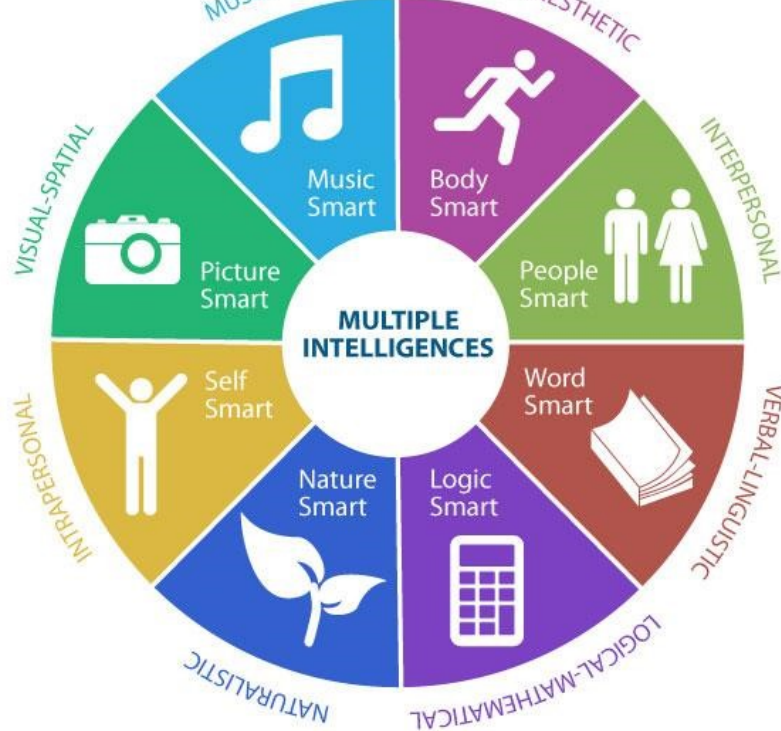 MULTIPLE
INTELLIGENCES
Music
Smart
Body
Smart
INTERPERSONAL
People
Smart
VERBAL-LINGUISTIC
Word
Smart
LOGICAL-MATHEMATICAL
Logic
Smart
NATURALISTIC
Nature
Smart
INTRAPERSONAL
Self
Smart
VISUAL-SPATIAL
Picture
Smart